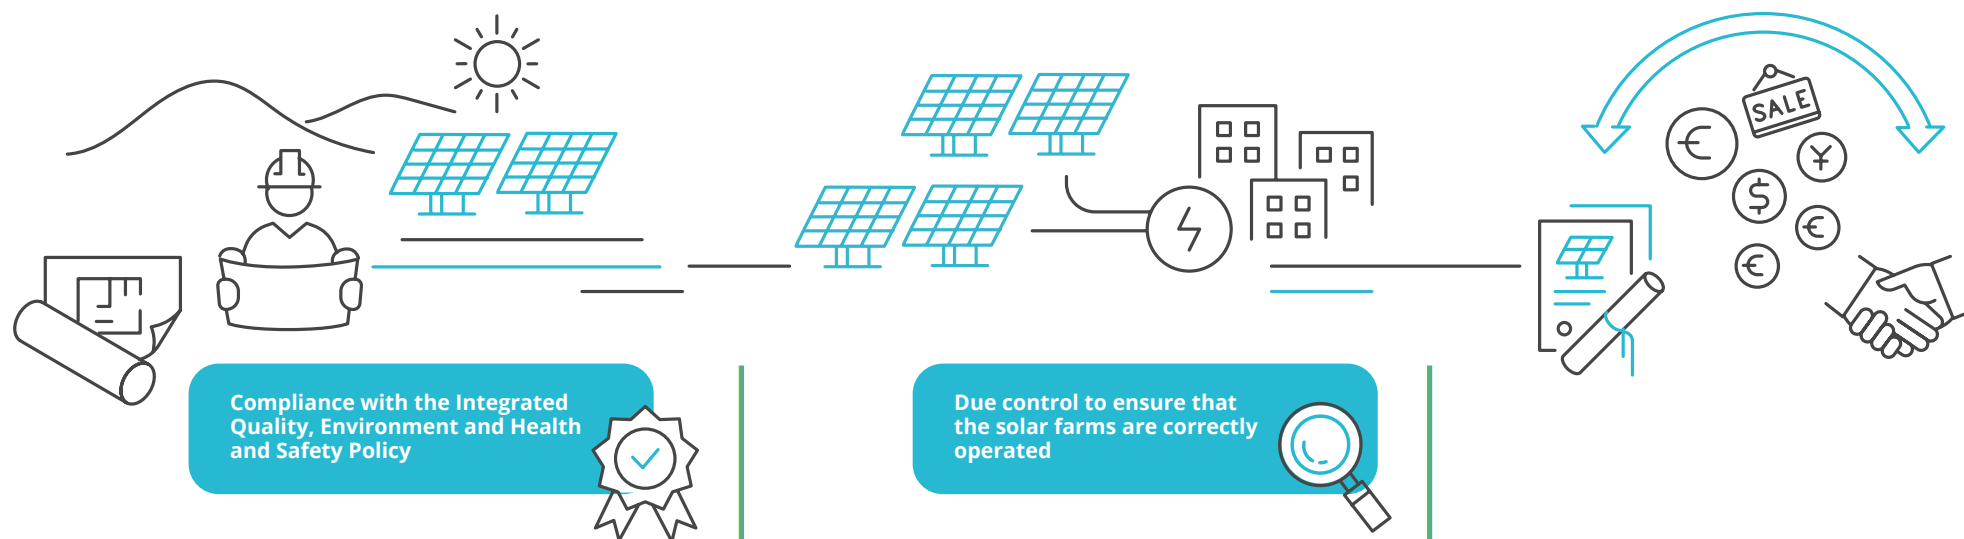 SALE
Compliance with the Integrated
Quality, Environment and Health
and Safety Policy
Due control to ensure that
the solar farms are correctly
operated